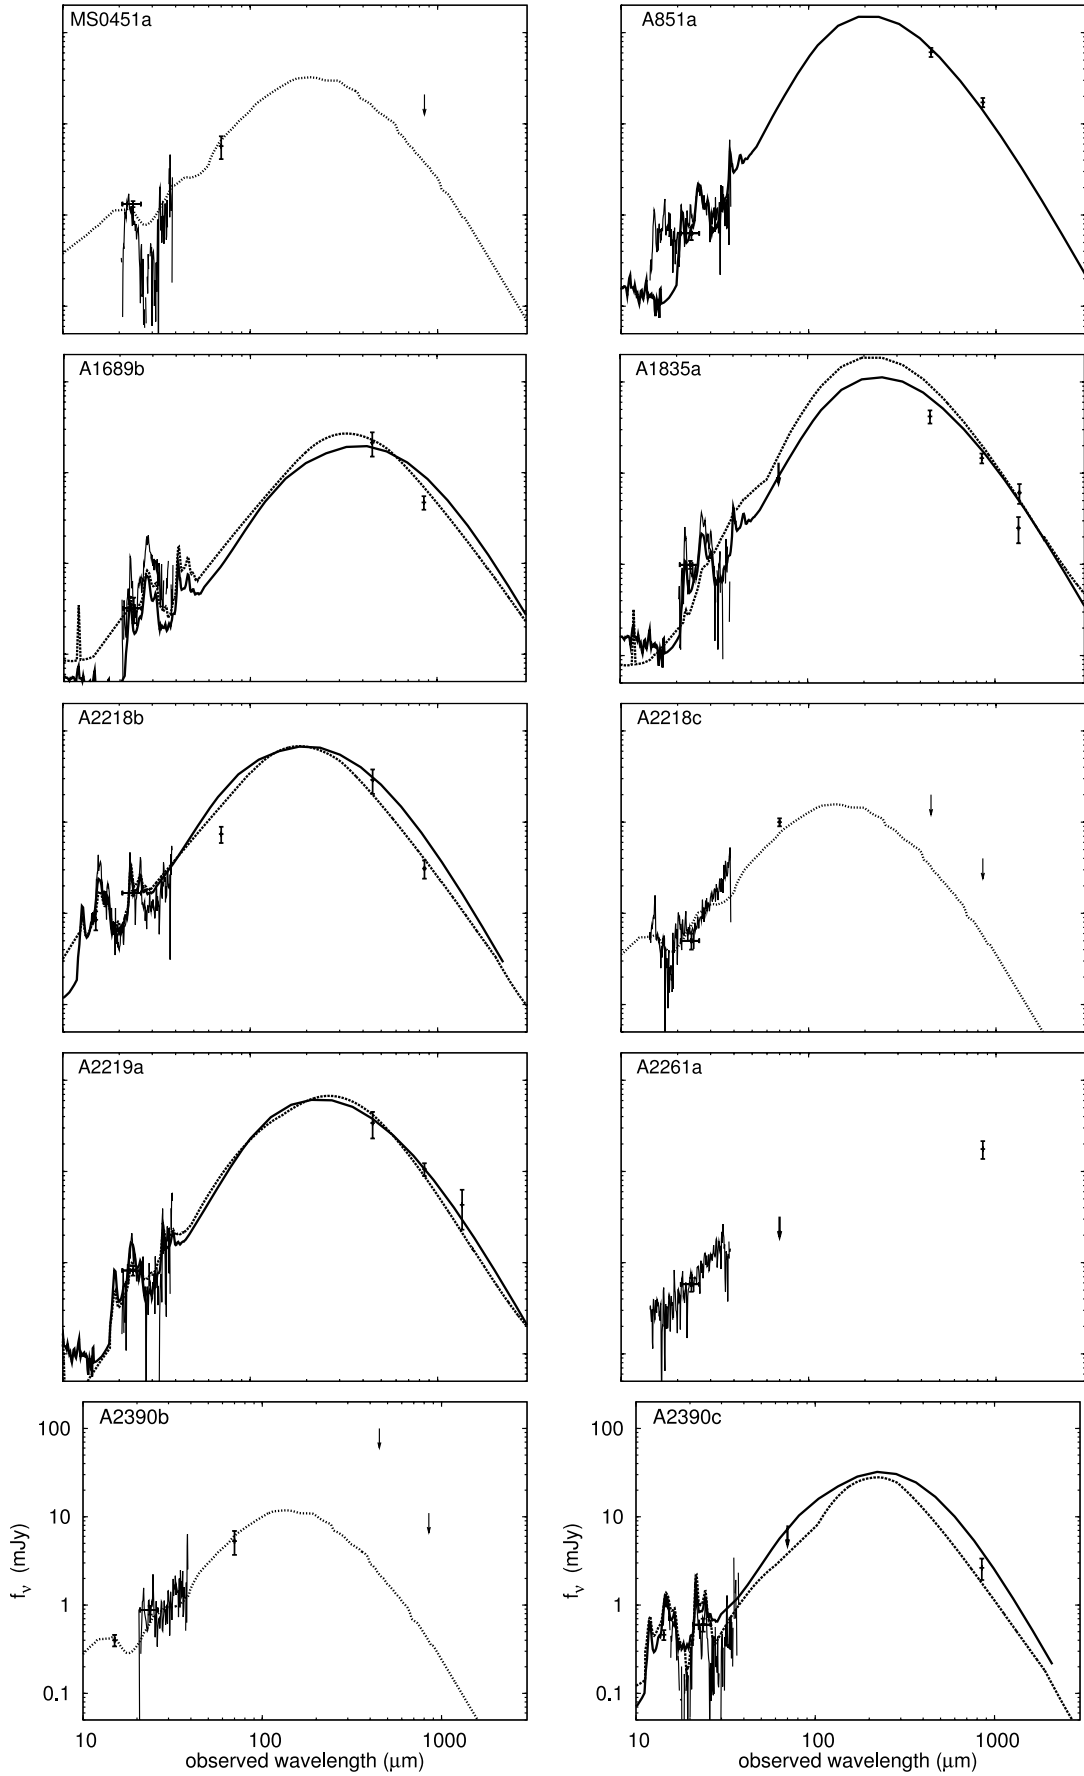 MS0451a
A851a
A1689b
A1835a
A2218b
A2218c
A2219a
A2261a
A2390b
A2390c
100
10
1
0.1
fν (mJy)
10 100 1000
observed wavelength (μm)
100
10
1
0.1
fν (mJy)
10 100 1000
observed wavelength (μm)